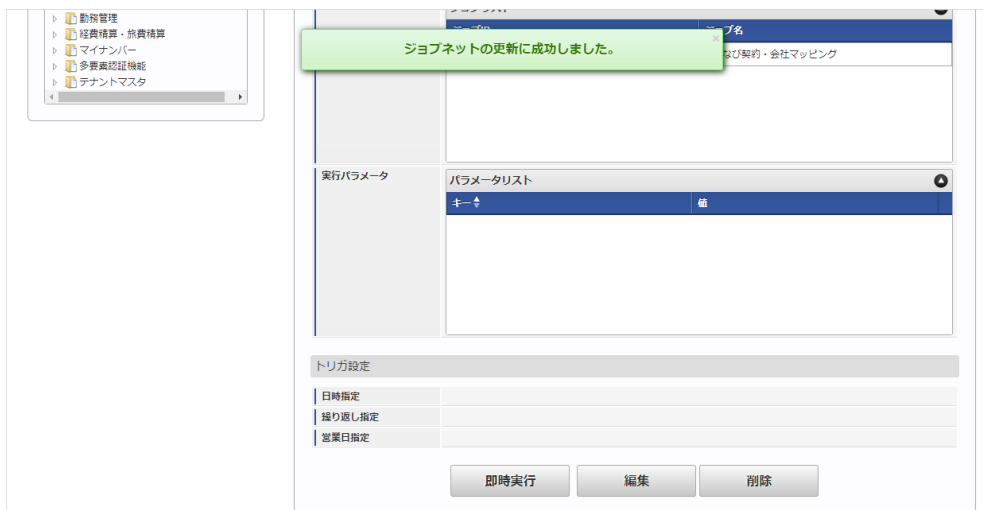 勤務管理
経費精算・旅費精算
マイナンバー
多要素認証機能
テナントマスタ
ジョブネットの更新に成功しました。
×
ジョブ名
なび契約・会社マッピング
実行パラメータ
パラメータリスト
キー
値
トリガ設定
日時指定
繰り返し指定
営業日指定
即時実行
編集
削除